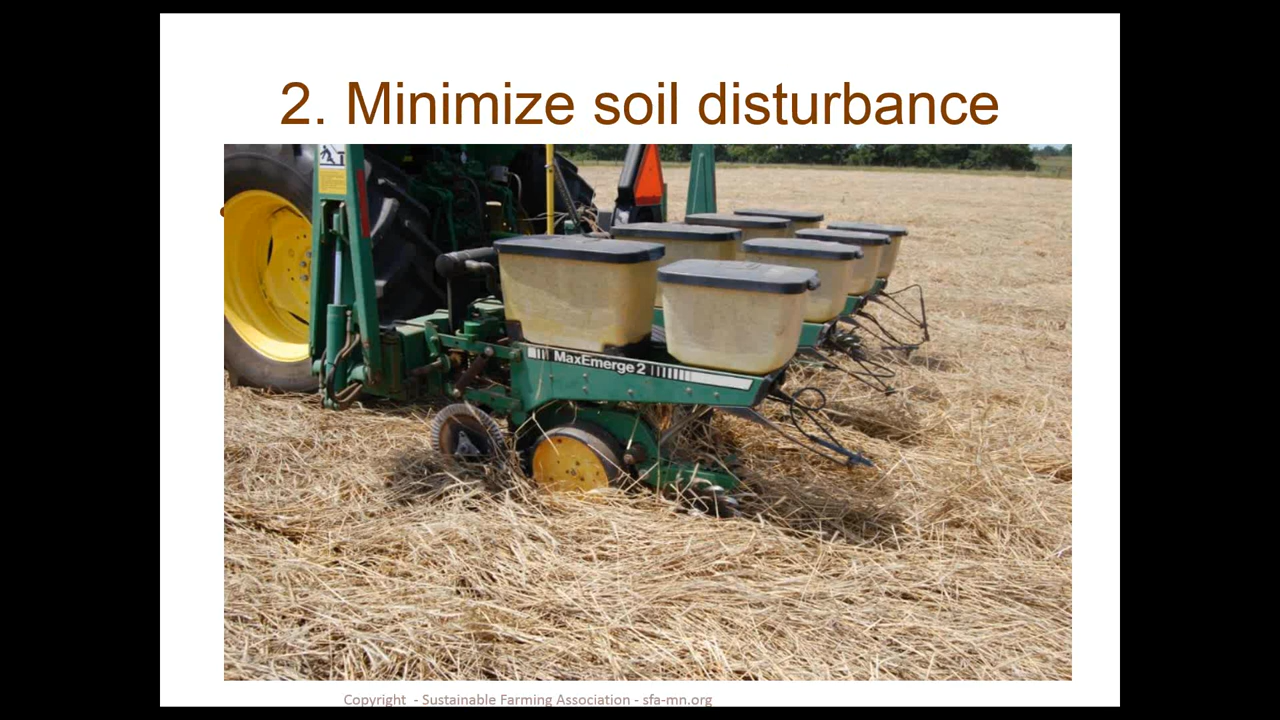 2. Minimize soil disturbance
MaxEmerge 2
Copyright - Sustainable Farming Association - sfa-mn.org